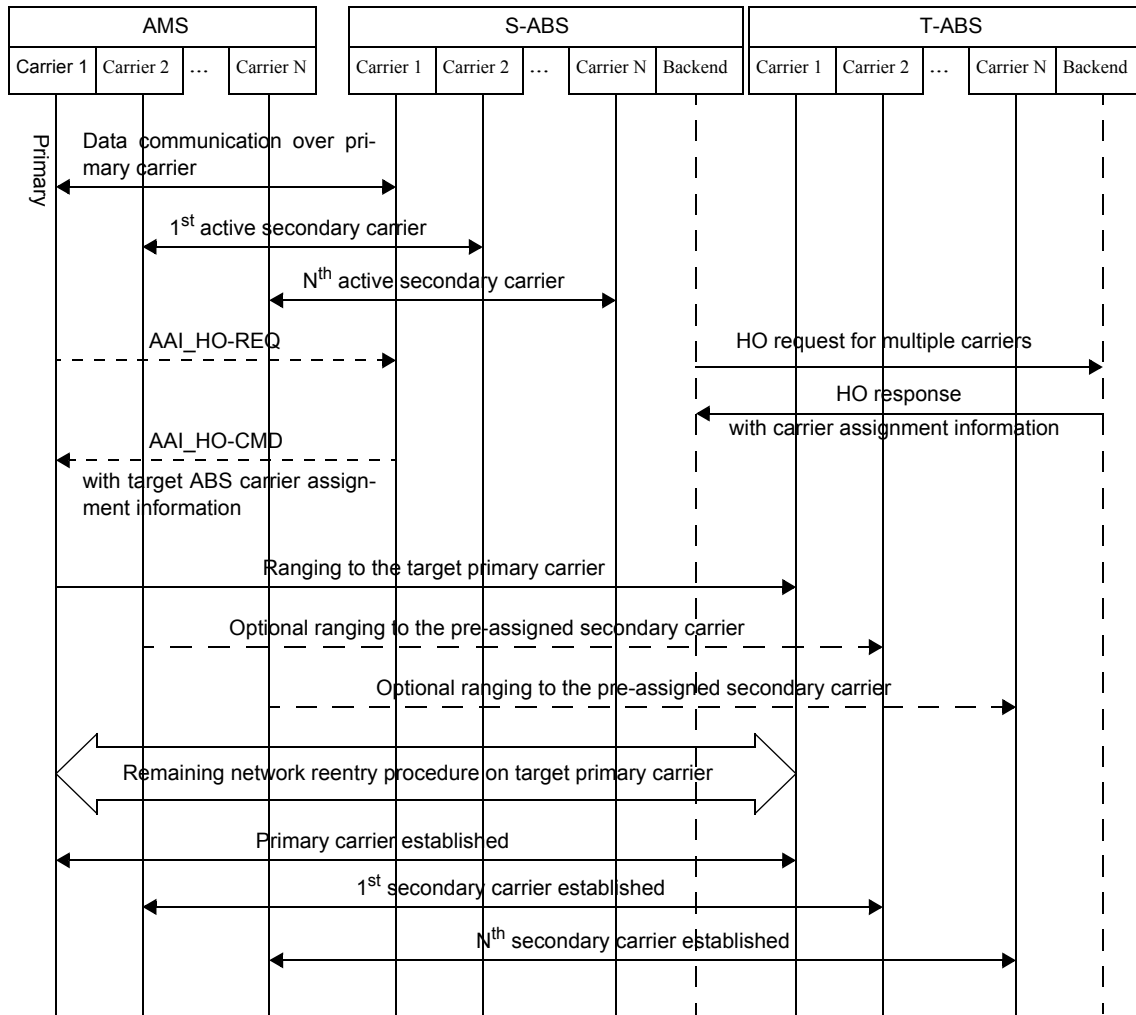 AMS
S-ABS
T-ABS
Carrier 1
Carrier 2
...
Carrier N
Carrier 1
Carrier 2
...
Carrier N
Backend
Carrier 1
Carrier 2
...
Carrier N
Backend
Primary
Data communication over pri-
mary carrier
1st active secondary carrier
Nth active secondary carrier
AAI_HO-REQ
HO request for multiple carriers
HO response
with carrier assignment information
AAI_HO-CMD
with target ABS carrier assign-
ment information
Ranging to the target primary carrier
Optional ranging to the pre-assigned secondary carrier
Optional ranging to the pre-assigned secondary carrier
Remaining network reentry procedure on target primary carrier
Primary carrier established
1st secondary carrier established
Nth secondary carrier established